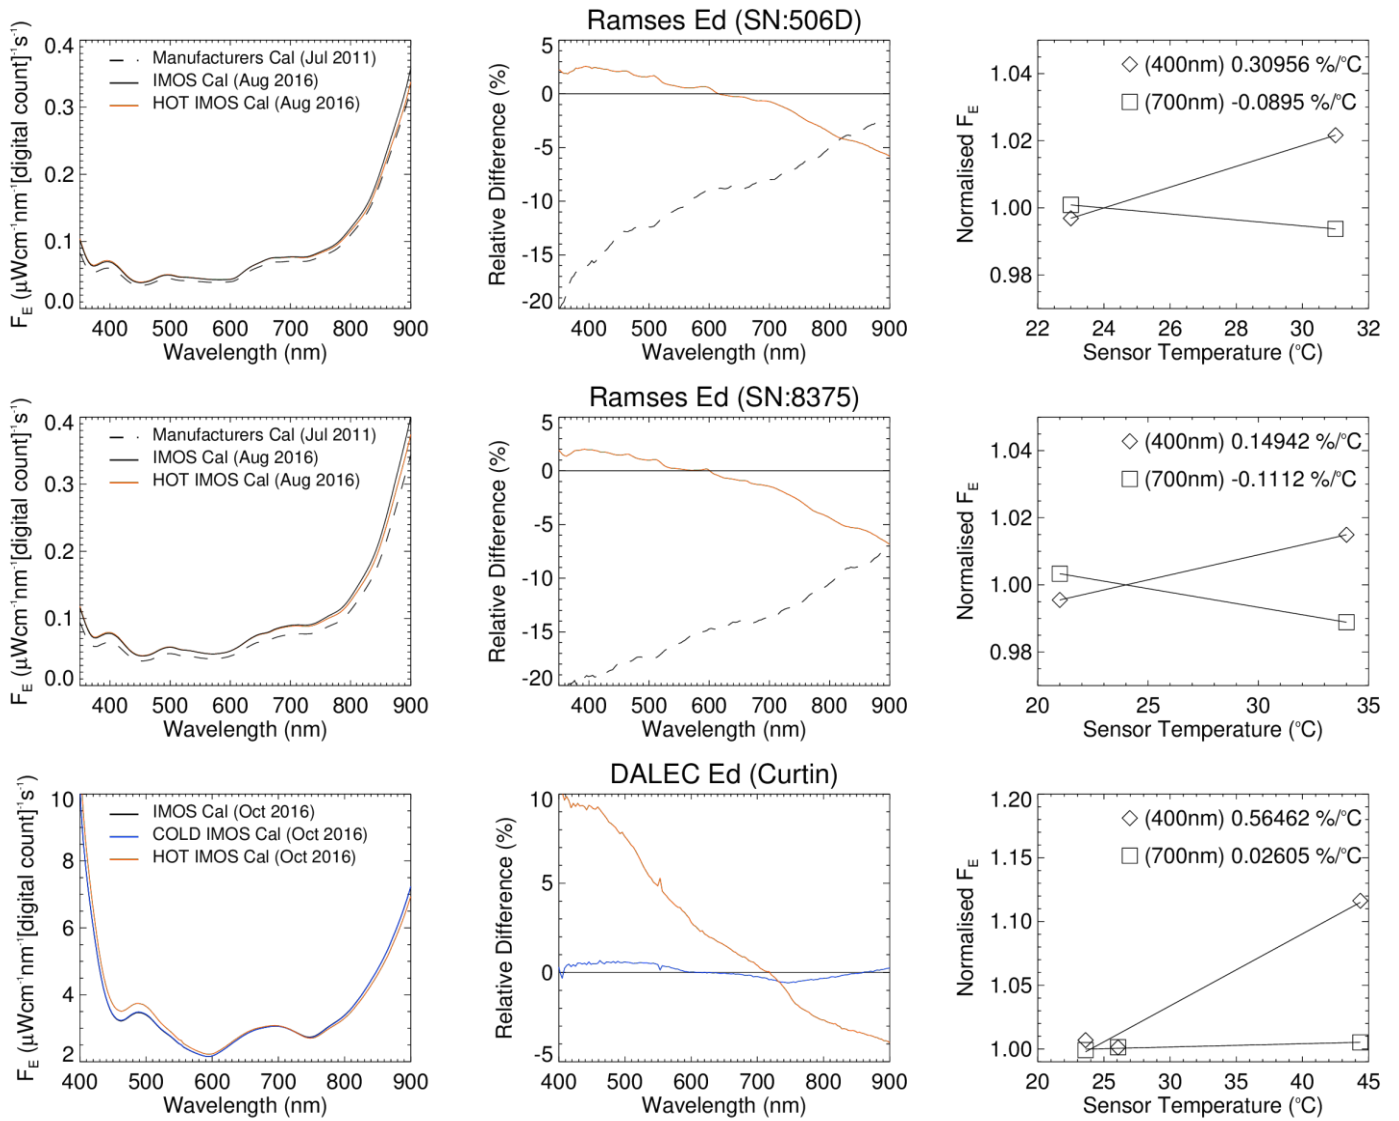 Ramses Ed (SN:506D)
F_E (μWcm⁻¹nm⁻¹[digital count]⁻¹s⁻¹)
0.4
0.3
0.2
0.1
0.0
Manufacturers Cal (Jul 2011)
IMOS Cal (Aug 2016)
HOT IMOS Cal (Aug 2016)
400 500 600 700 800 900
Wavelength (nm)
Relative Difference (%)
5
0
-5
-10
-15
-20
400 500 600 700 800 900
Wavelength (nm)
Normalised F_E
1.04
1.02
1.00
0.98
(400nm) 0.30956 %/°C
(700nm) -0.0895 %/°C
22 24 26 28 30 32
Sensor Temperature (°C)
Ramses Ed (SN:8375)
F_E (μWcm⁻¹nm⁻¹[digital count]⁻¹s⁻¹)
0.4
0.3
0.2
0.1
0.0
Manufacturers Cal (Jul 2011)
IMOS Cal (Aug 2016)
HOT IMOS Cal (Aug 2016)
400 500 600 700 800 900
Wavelength (nm)
Relative Difference (%)
5
0
-5
-10
-15
-20
400 500 600 700 800 900
Wavelength (nm)
Normalised F_E
1.04
1.02
1.00
0.98
(400nm) 0.14942 %/°C
(700nm) -0.1112 %/°C
20 25 30 35
Sensor Temperature (°C)
DALEC Ed (Curtin)
F_E (μWcm⁻¹nm⁻¹[digital count]⁻¹s⁻¹)
10
8
6
4
2
IMOS Cal (Oct 2016)
COLD IMOS Cal (Oct 2016)
HOT IMOS Cal (Oct 2016)
400 500 600 700 800 900
Wavelength (nm)
Relative Difference (%)
10
5
0
-5
400 500 600 700 800 900
Wavelength (nm)
Normalised F_E
1.20
1.15
1.10
1.05
1.00
(400nm) 0.56462 %/°C
(700nm) 0.02605 %/°C
20 25 30 35 40 45
Sensor Temperature (°C)